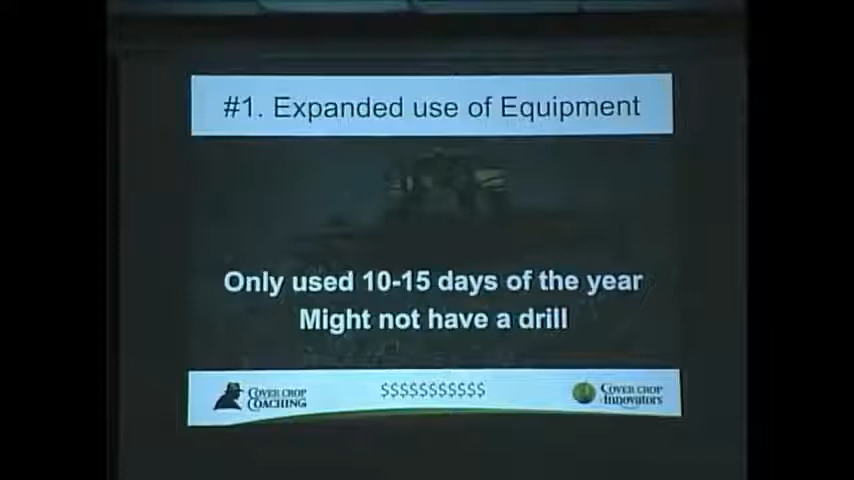 #1. Expanded use of Equipment
Only used 10-15 days of the year
Might not have a drill
COVER CROP
COACHING
$$$$$$$$$$$
COVER CROP
INNOVATORS